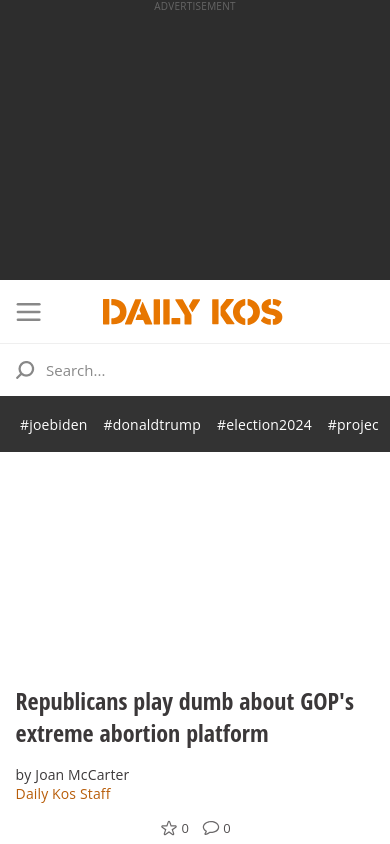 ADVERTISEMENT
DAILY KOS
Search...
#joebiden #donaldtrump #election2024 #projec
Republicans play dumb about GOP's
extreme abortion platform
by Joan McCarter
Daily Kos Staff
0 0